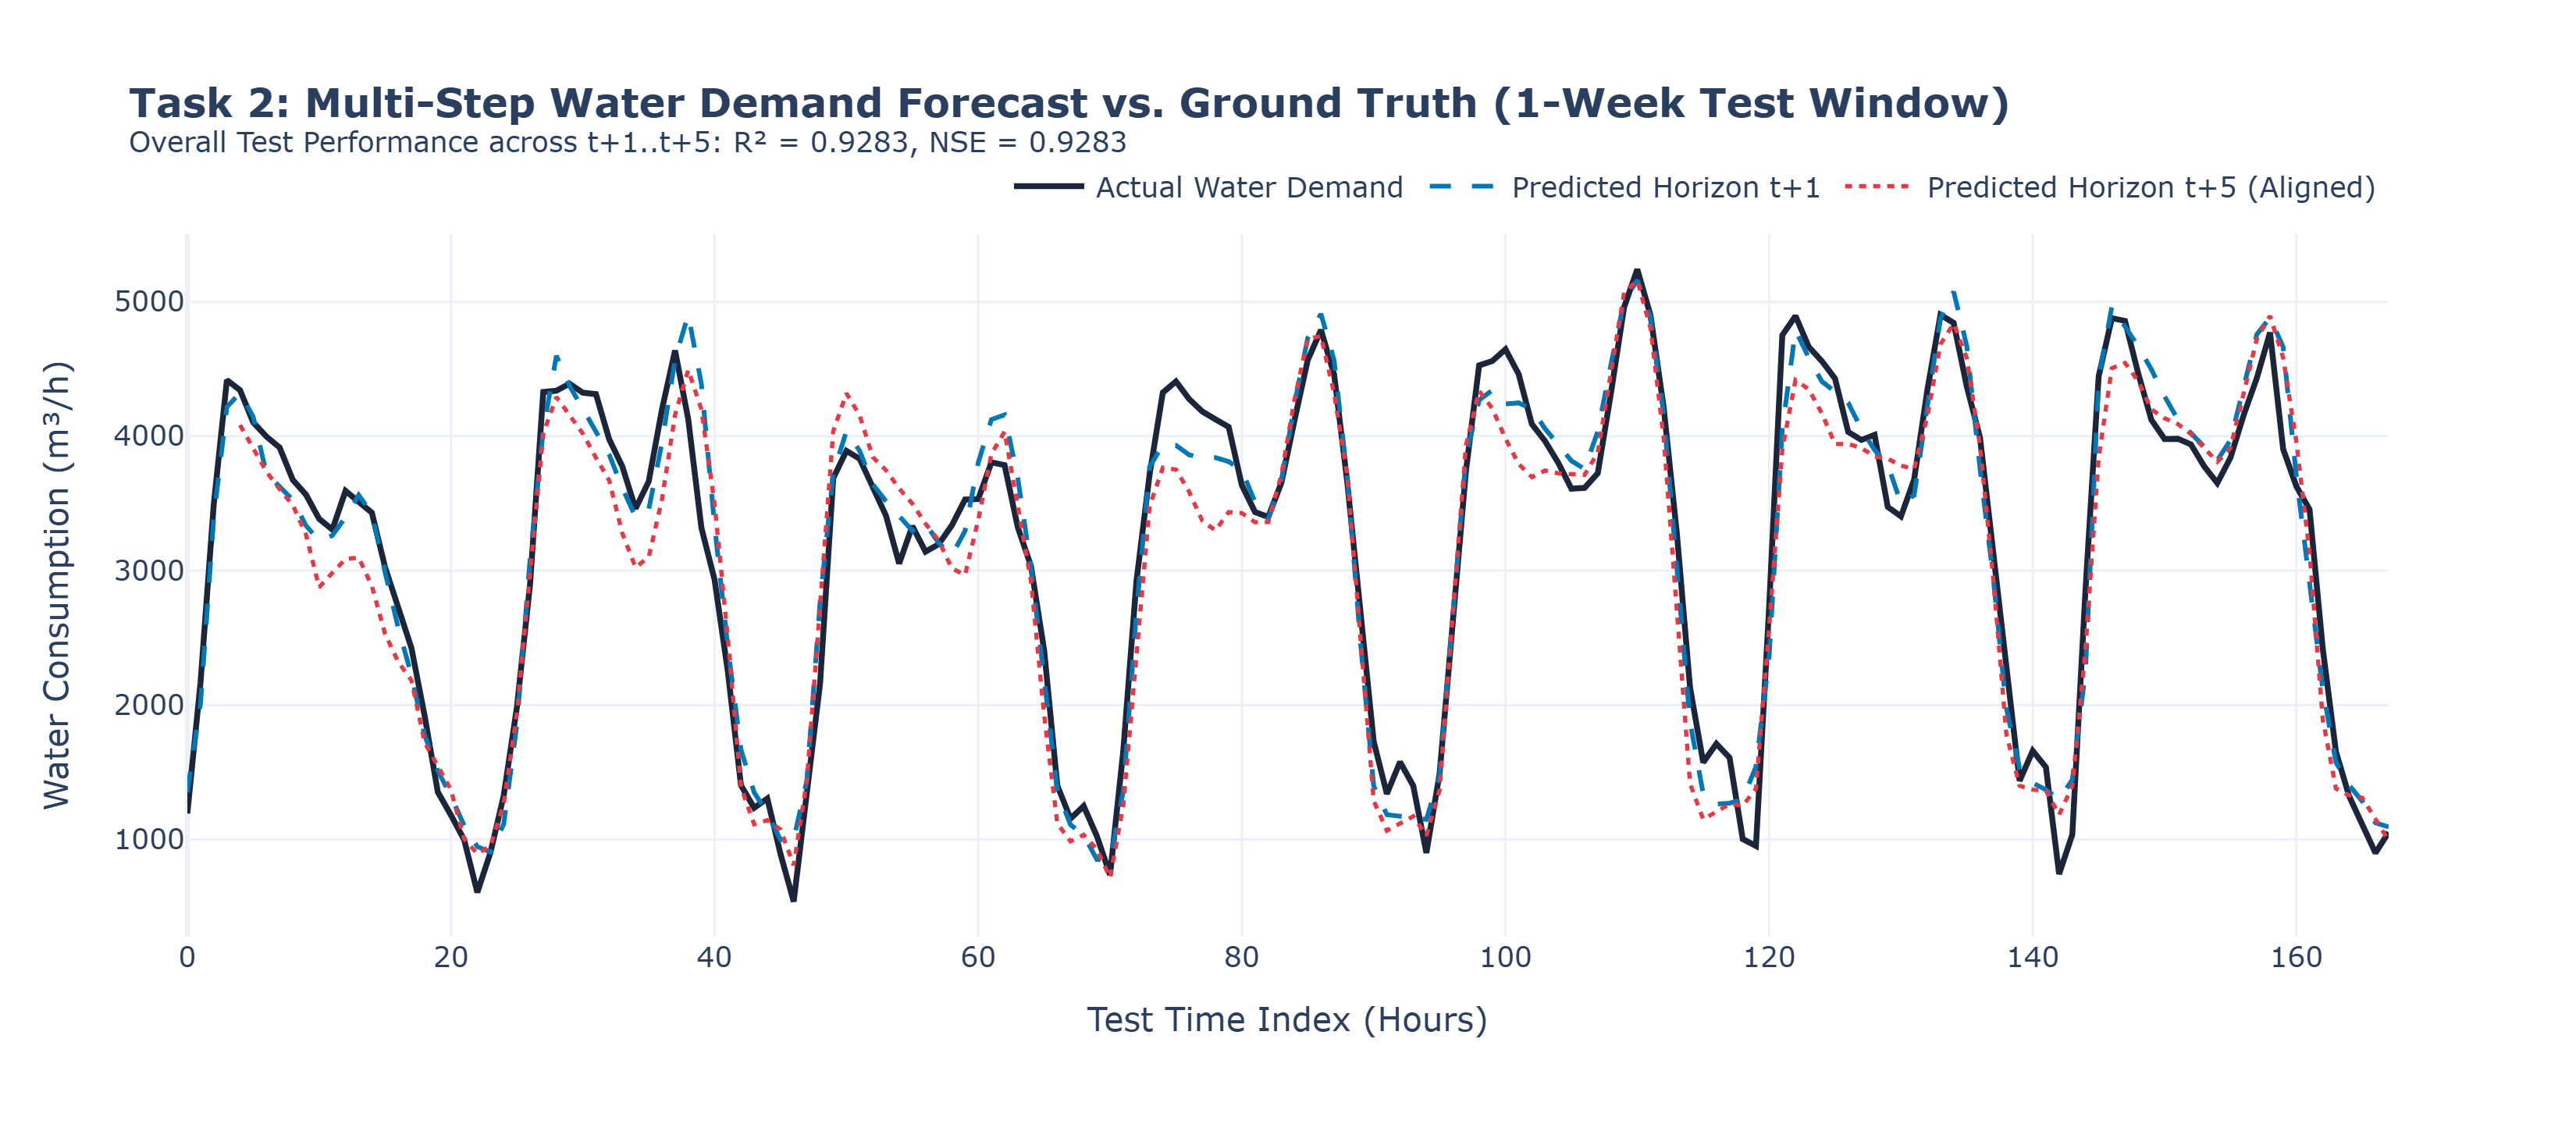 Task 2: Multi-Step Water Demand Forecast vs. Ground Truth (1-Week Test Window)
Overall Test Performance across t+1..t+5: R² = 0.9283, NSE = 0.9283
Actual Water Demand Predicted Horizon t+1 Predicted Horizon t+5 (Aligned)
Water Consumption (m³/h)
5000
4000
3000
2000
1000
0 20 40 60 80 100 120 140 160
Test Time Index (Hours)